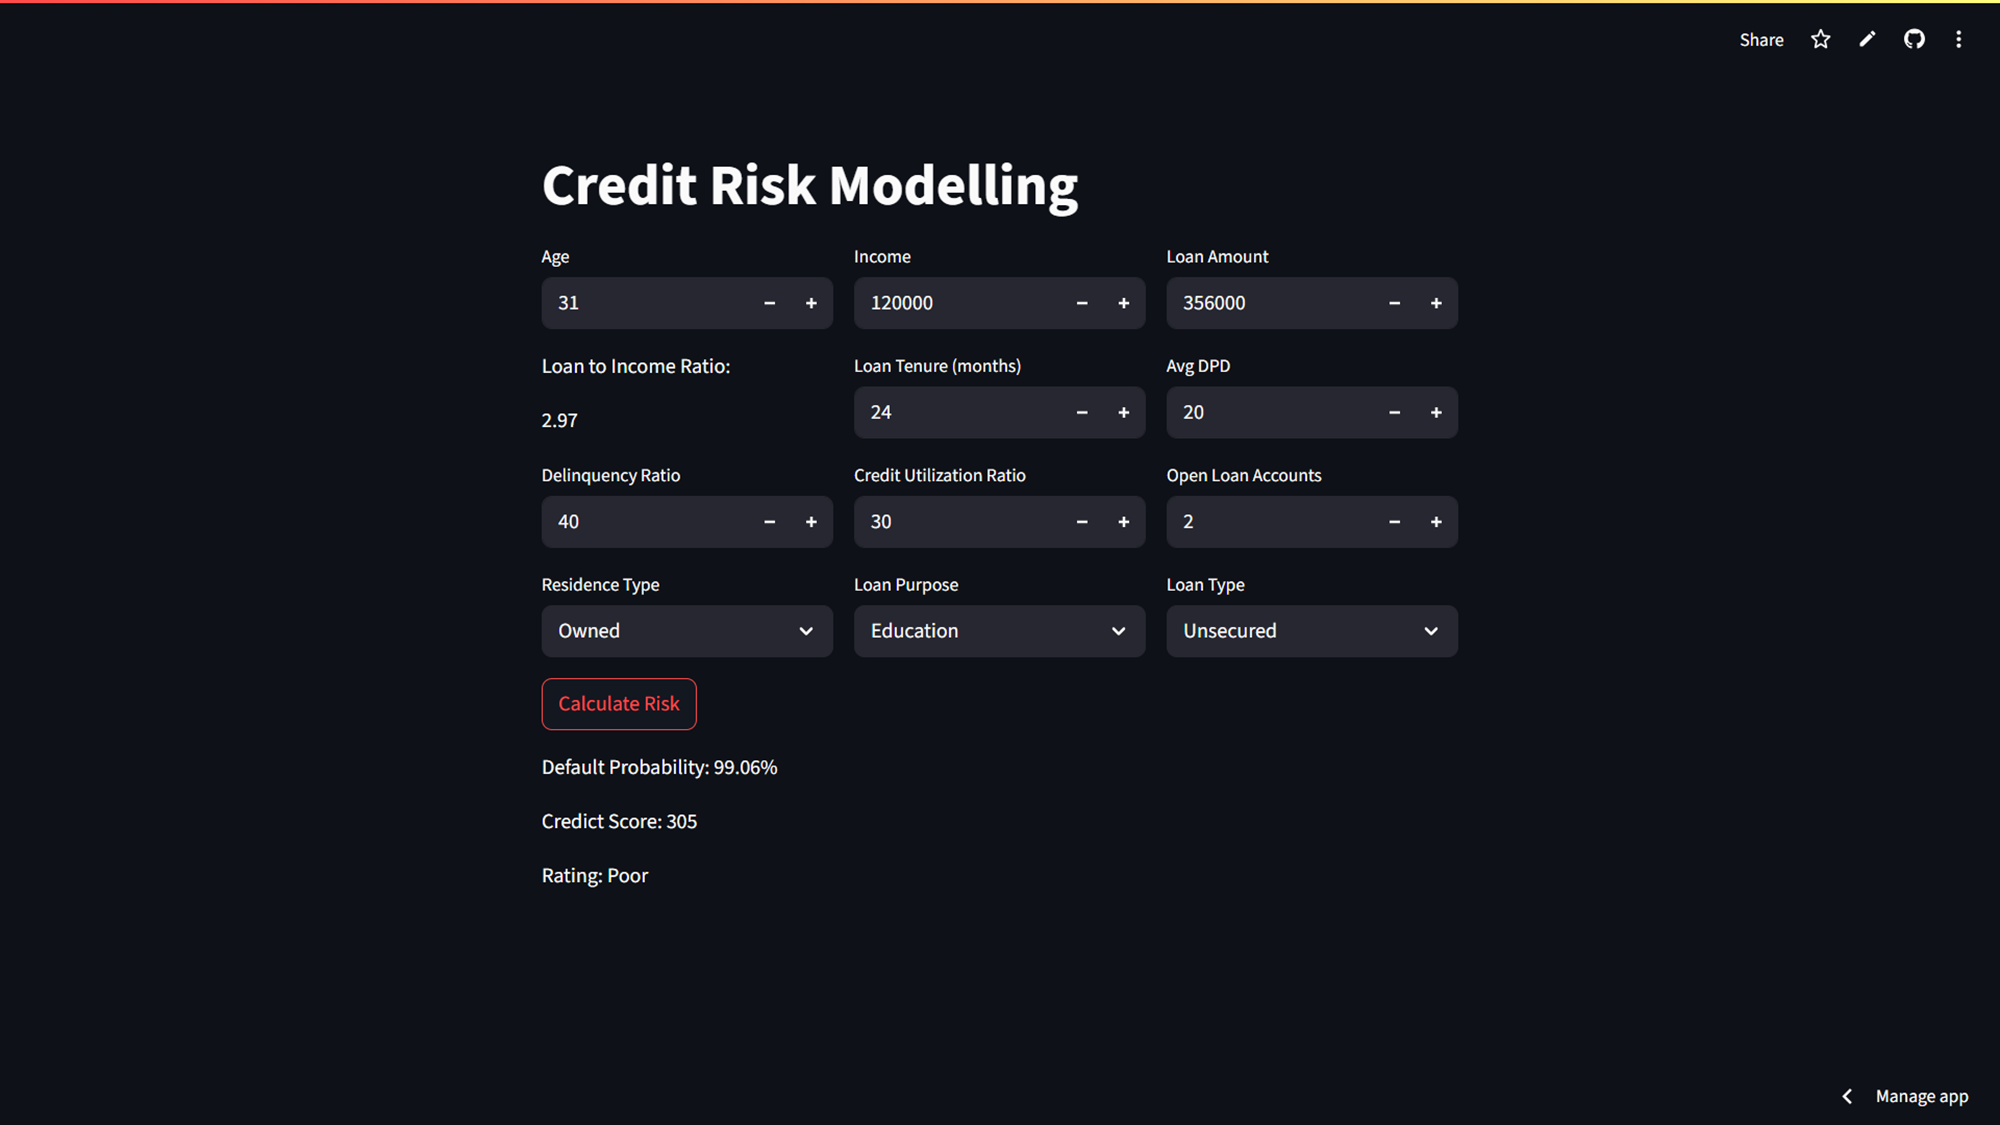 Share
Credit Risk Modelling
Age Income Loan Amount
31 120000 356000
Loan to Income Ratio: Loan Tenure (months) Avg DPD
2.97 24 20
Delinquency Ratio Credit Utilization Ratio Open Loan Accounts
40 30 2
Residence Type Loan Purpose Loan Type
Owned Education Unsecured
Calculate Risk
Default Probability: 99.06%
Credict Score: 305
Rating: Poor
Manage app